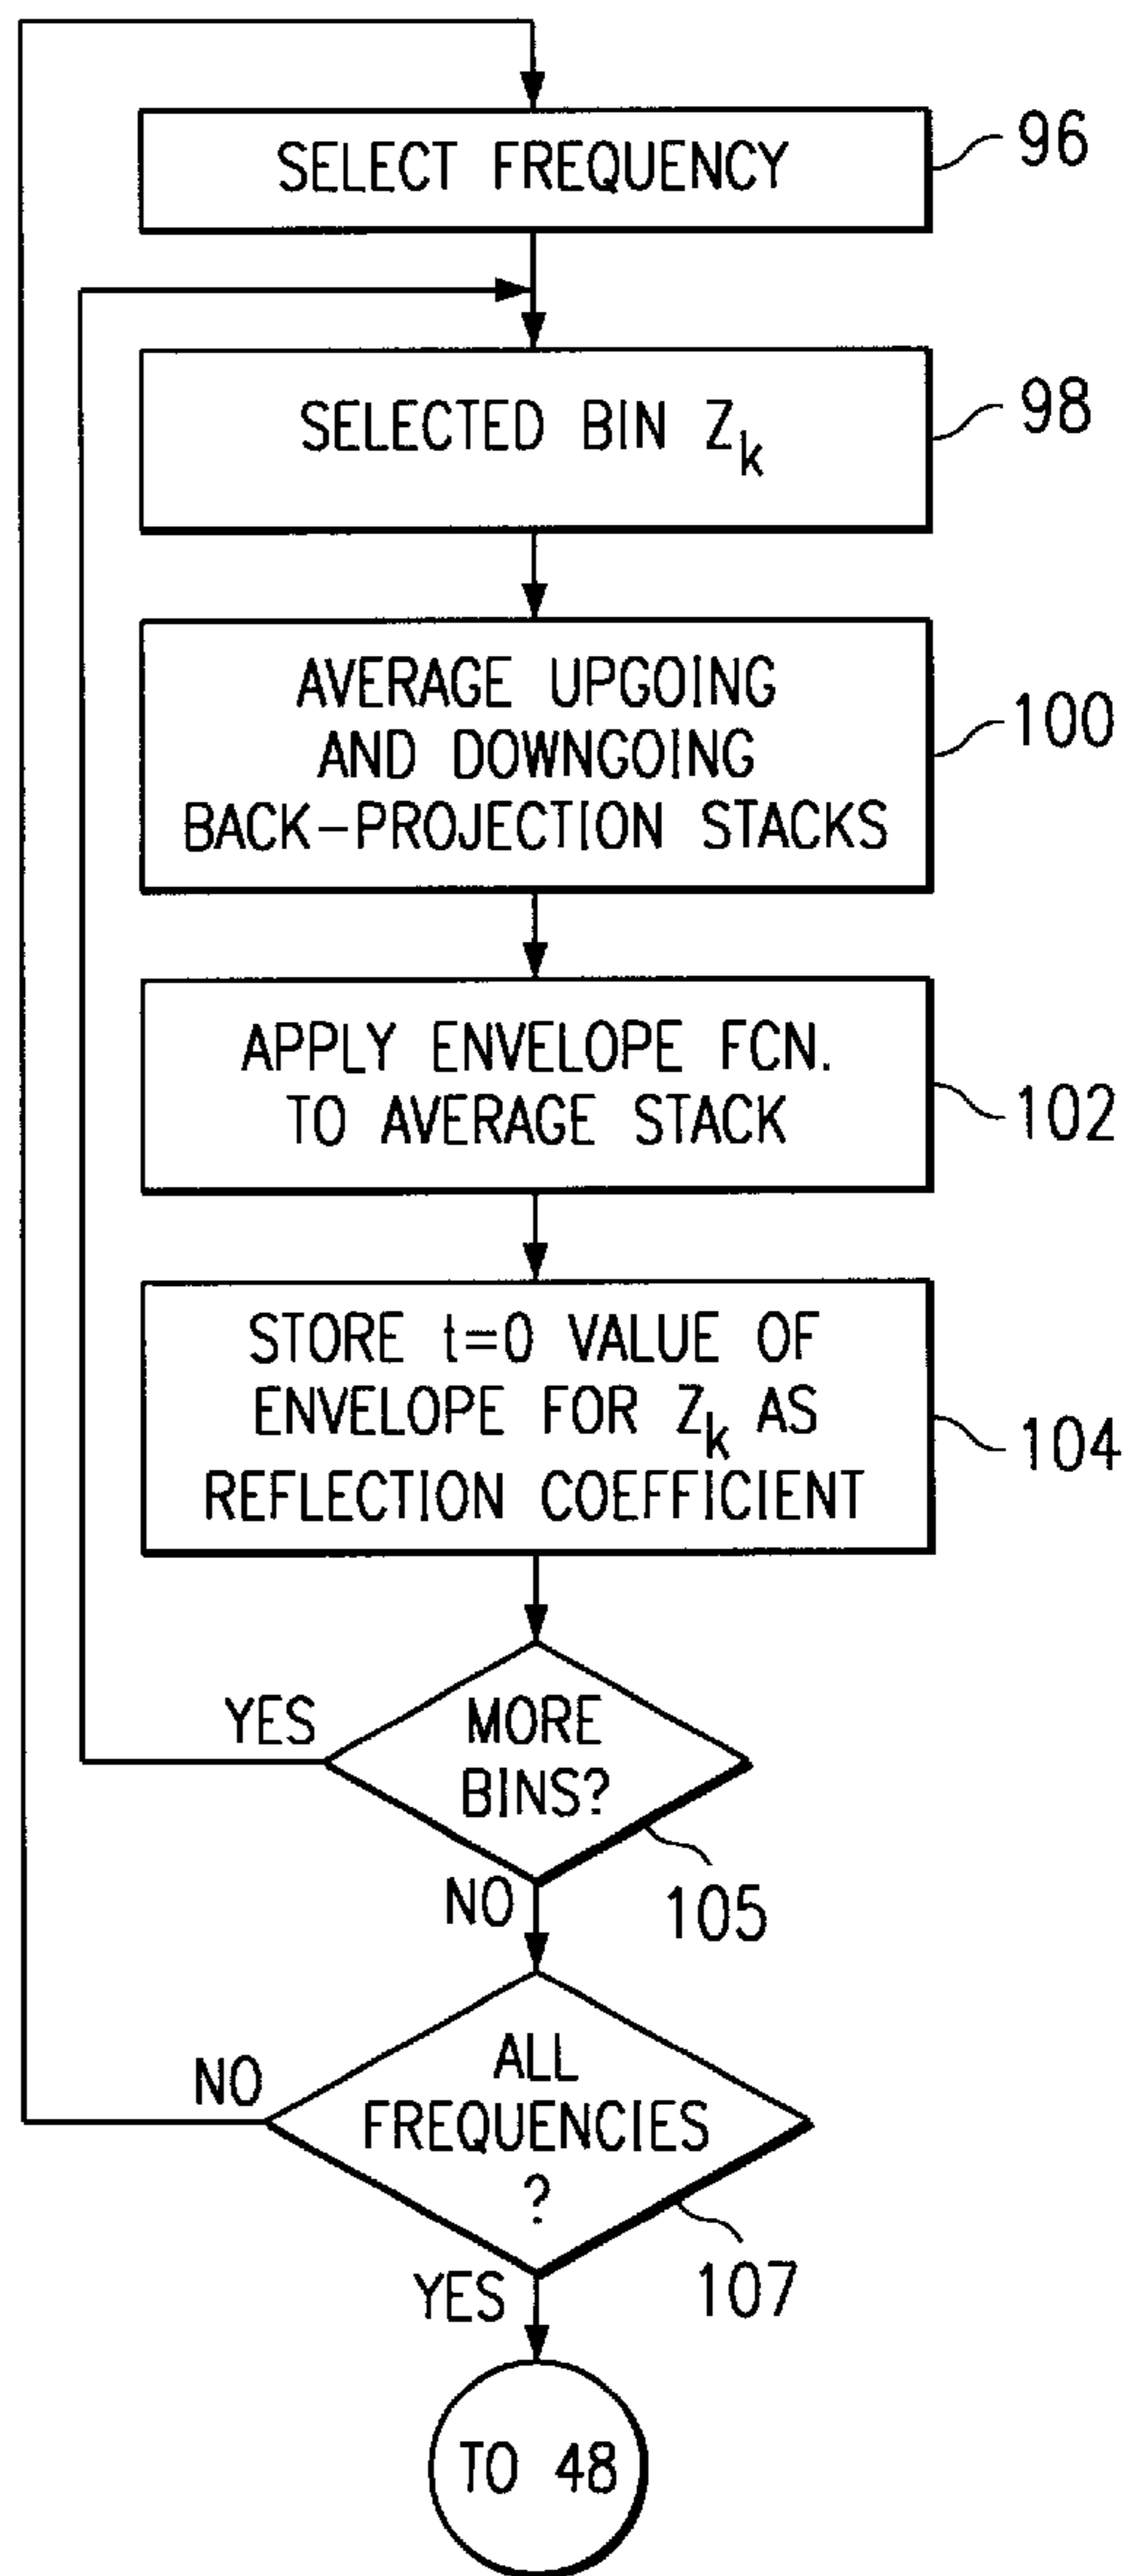 SELECT FREQUENCY
96
SELECTED BIN Zk
98
AVERAGE UPGOING
AND DOWNGOING
BACK-PROJECTION STACKS
100
APPLY ENVELOPE FCN.
TO AVERAGE STACK
102
STORE t=0 VALUE OF
ENVELOPE FOR Zk AS
REFLECTION COEFFICIENT
104
YES
MORE
BINS?
NO
105
NO
ALL
FREQUENCIES
?
YES
107
TO 48